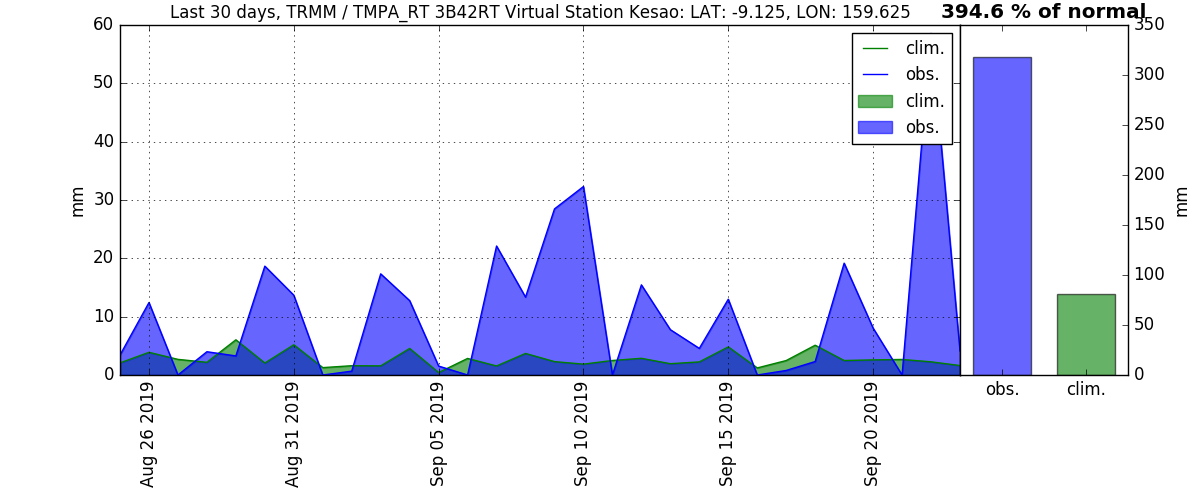 Last 30 days, TRMM / TMPA_RT 3B42RT Virtual Station Kesao: LAT: -9.125, LON: 159.625
394.6 % of normal
60
50
40
30
20
10
0
mm
clim.
obs.
clim.
obs.
350
300
250
200
150
100
50
0
mm
obs.
clim.
Aug 26 2019
Aug 31 2019
Sep 05 2019
Sep 10 2019
Sep 15 2019
Sep 20 2019